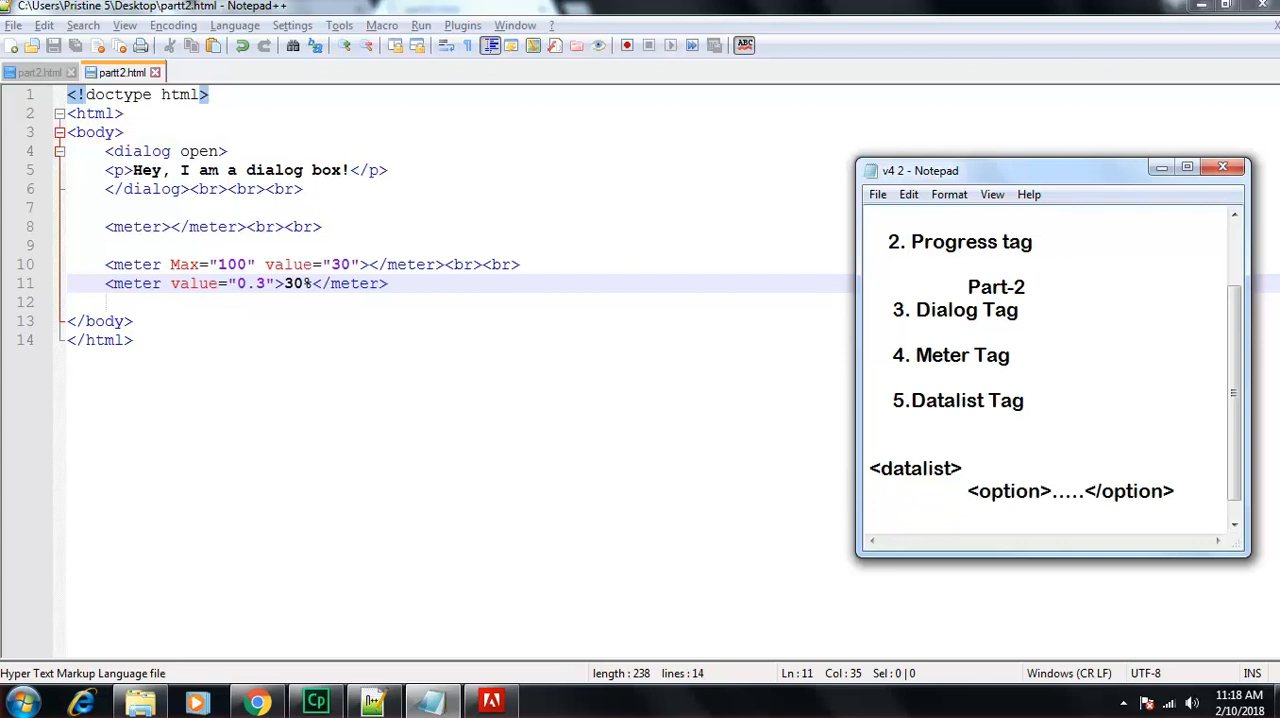 C:\Users\Pristine 5\Desktop\partt2.html - Notepad++
File Edit Search View Encoding Language Settings Tools Macro Run Plugins Window ?
ABC
part2.html partt2.html
1 <!doctype html>
2 <html>
3 <body>
4 <dialog open>
5 <p>Hey, I am a dialog box!</p>
6 </dialog><br><br><br>
7
8 <meter></meter><br><br>
9
10 <meter Max="100" value="30"></meter><br><br>
11 <meter value="0.3">30%</meter>
12
13 </body>
14 </html>
v4 2 - Notepad
File Edit Format View Help
2. Progress tag
Part-2
3. Dialog Tag
4. Meter Tag
5.Datalist Tag
<datalist>
<option>.....</option>
Hyper Text Markup Language file length : 238 lines : 14 Ln : 11 Col : 35 Sel : 0 | 0 Windows (CR LF) UTF-8 INS
Cp
11:18 AM
2/10/2018